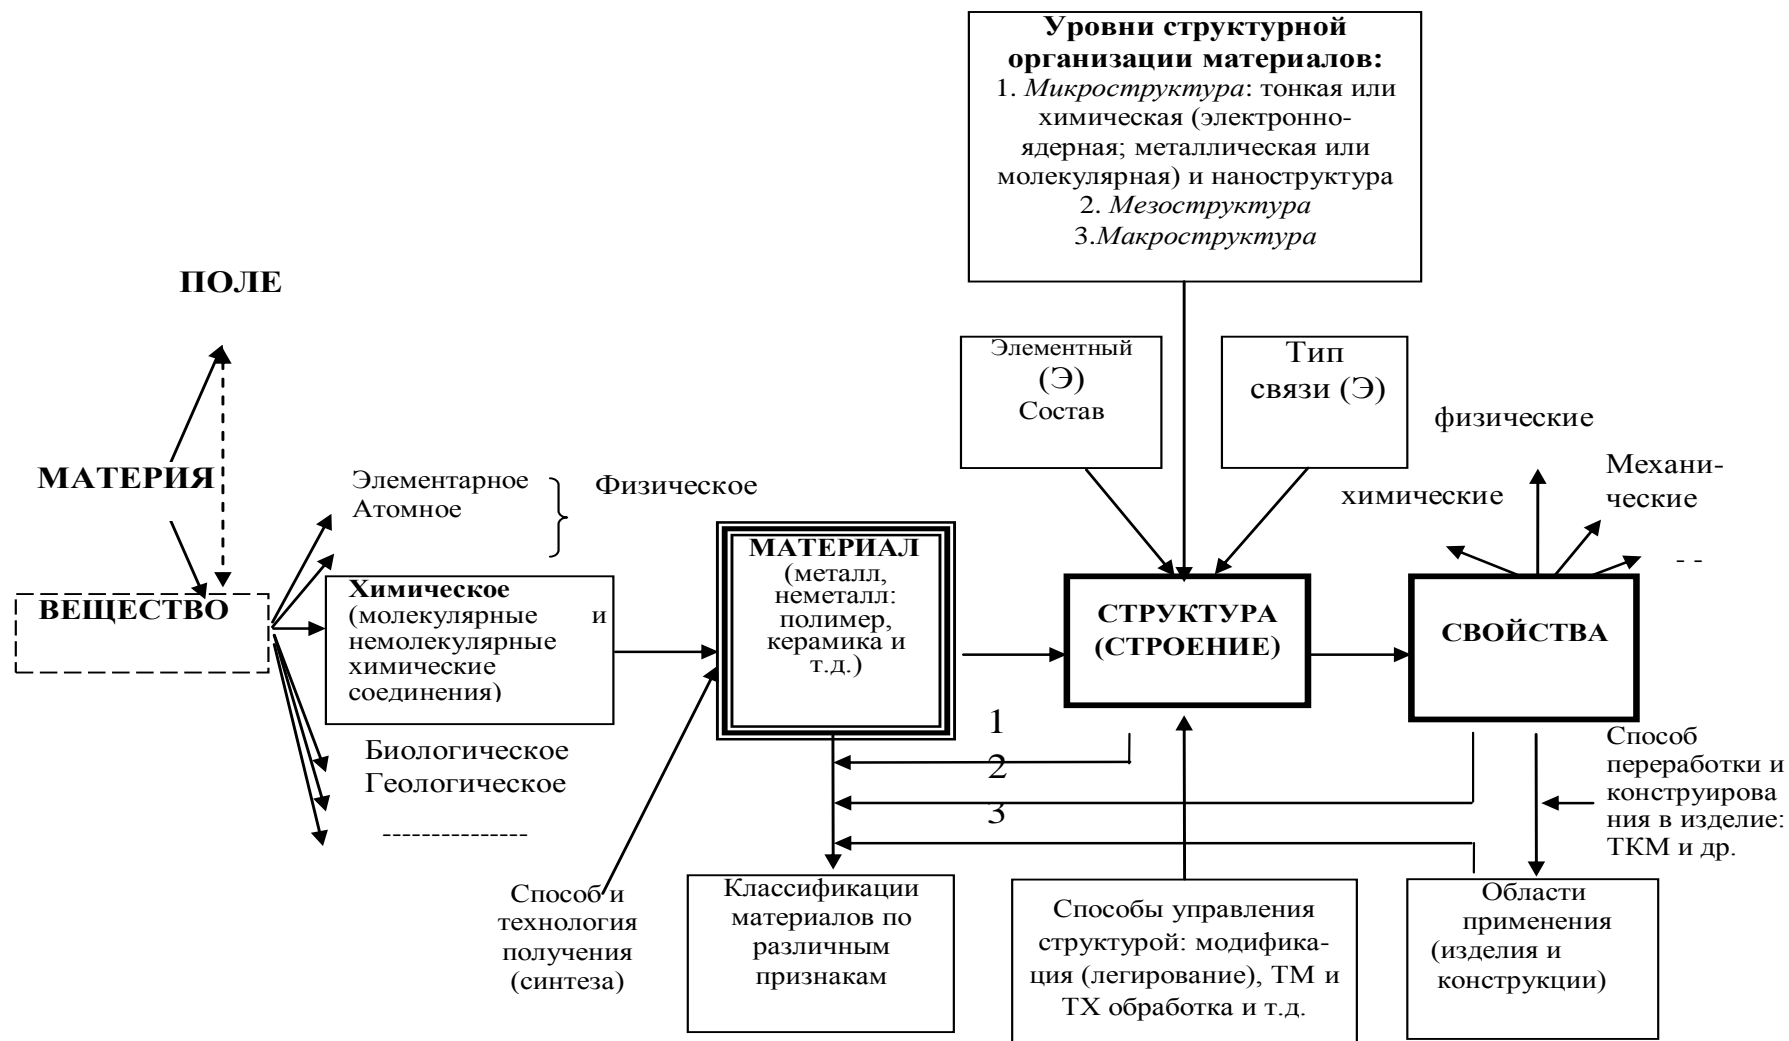 Уровни структурной
организации материалов:
1. Микроструктура: тонкая или
химическая (электронно-
ядерная; металлическая или
молекулярная) и наноструктура
2. Мезоструктура
3.Макроструктура
ПОЛЕ
МАТЕРИЯ
ВЕЩЕСТВО
Элементарное
Атомное
Физическое
Химическое
(молекулярные и
немолекулярные
химические
соединения)
Биологическое
Геологическое
---------------
Способ и
технология
получения
(синтеза)
МАТЕРИАЛ
(металл,
неметалл:
полимер,
керамика и
т.д.)
Элементный
(Э)
Состав
Тип
связи (Э)
СТРУКТУРА
(СТРОЕНИЕ)
физические
химические
Механи-
ческие
- -
СВОЙСТВА
1
2
3
Способ
переработки и
конструирова
ния в изделие:
ТКМ и др.
Классификации
материалов по
различным
признакам
Способы управления
структурой: модифика-
ция (легирование), ТМ и
ТХ обработка и т.д.
Области
применения
(изделия и
конструкции)